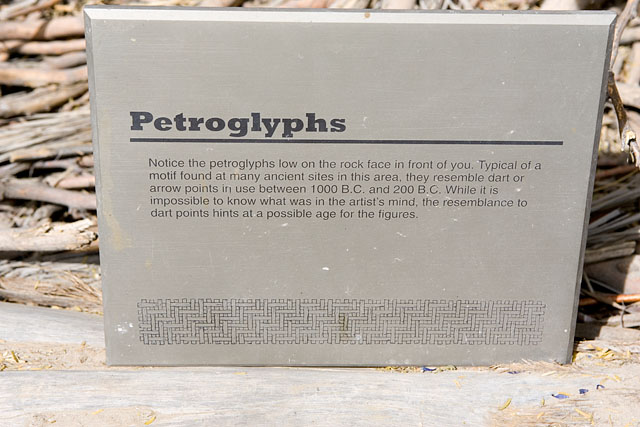 Petroglyphs
Notice the petroglyphs low on the rock face in front of you. Typical of a
motif found at many ancient sites in this area, they resemble dart or
arrow points in use between 1000 B.C. and 200 B.C. While it is
impossible to know what was in the artist's mind, the resemblance to
dart points hints at a possible age for the figures.